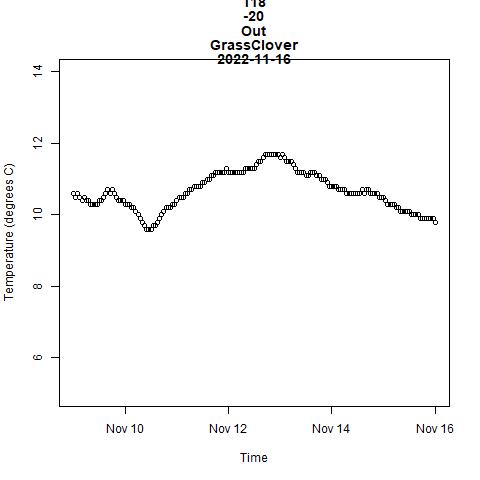 T18
-20
Out
GrassClover
2022-11-16
14
12
10
8
6
Temperature (degrees C)
Nov 10
Nov 12
Nov 14
Nov 16
Time